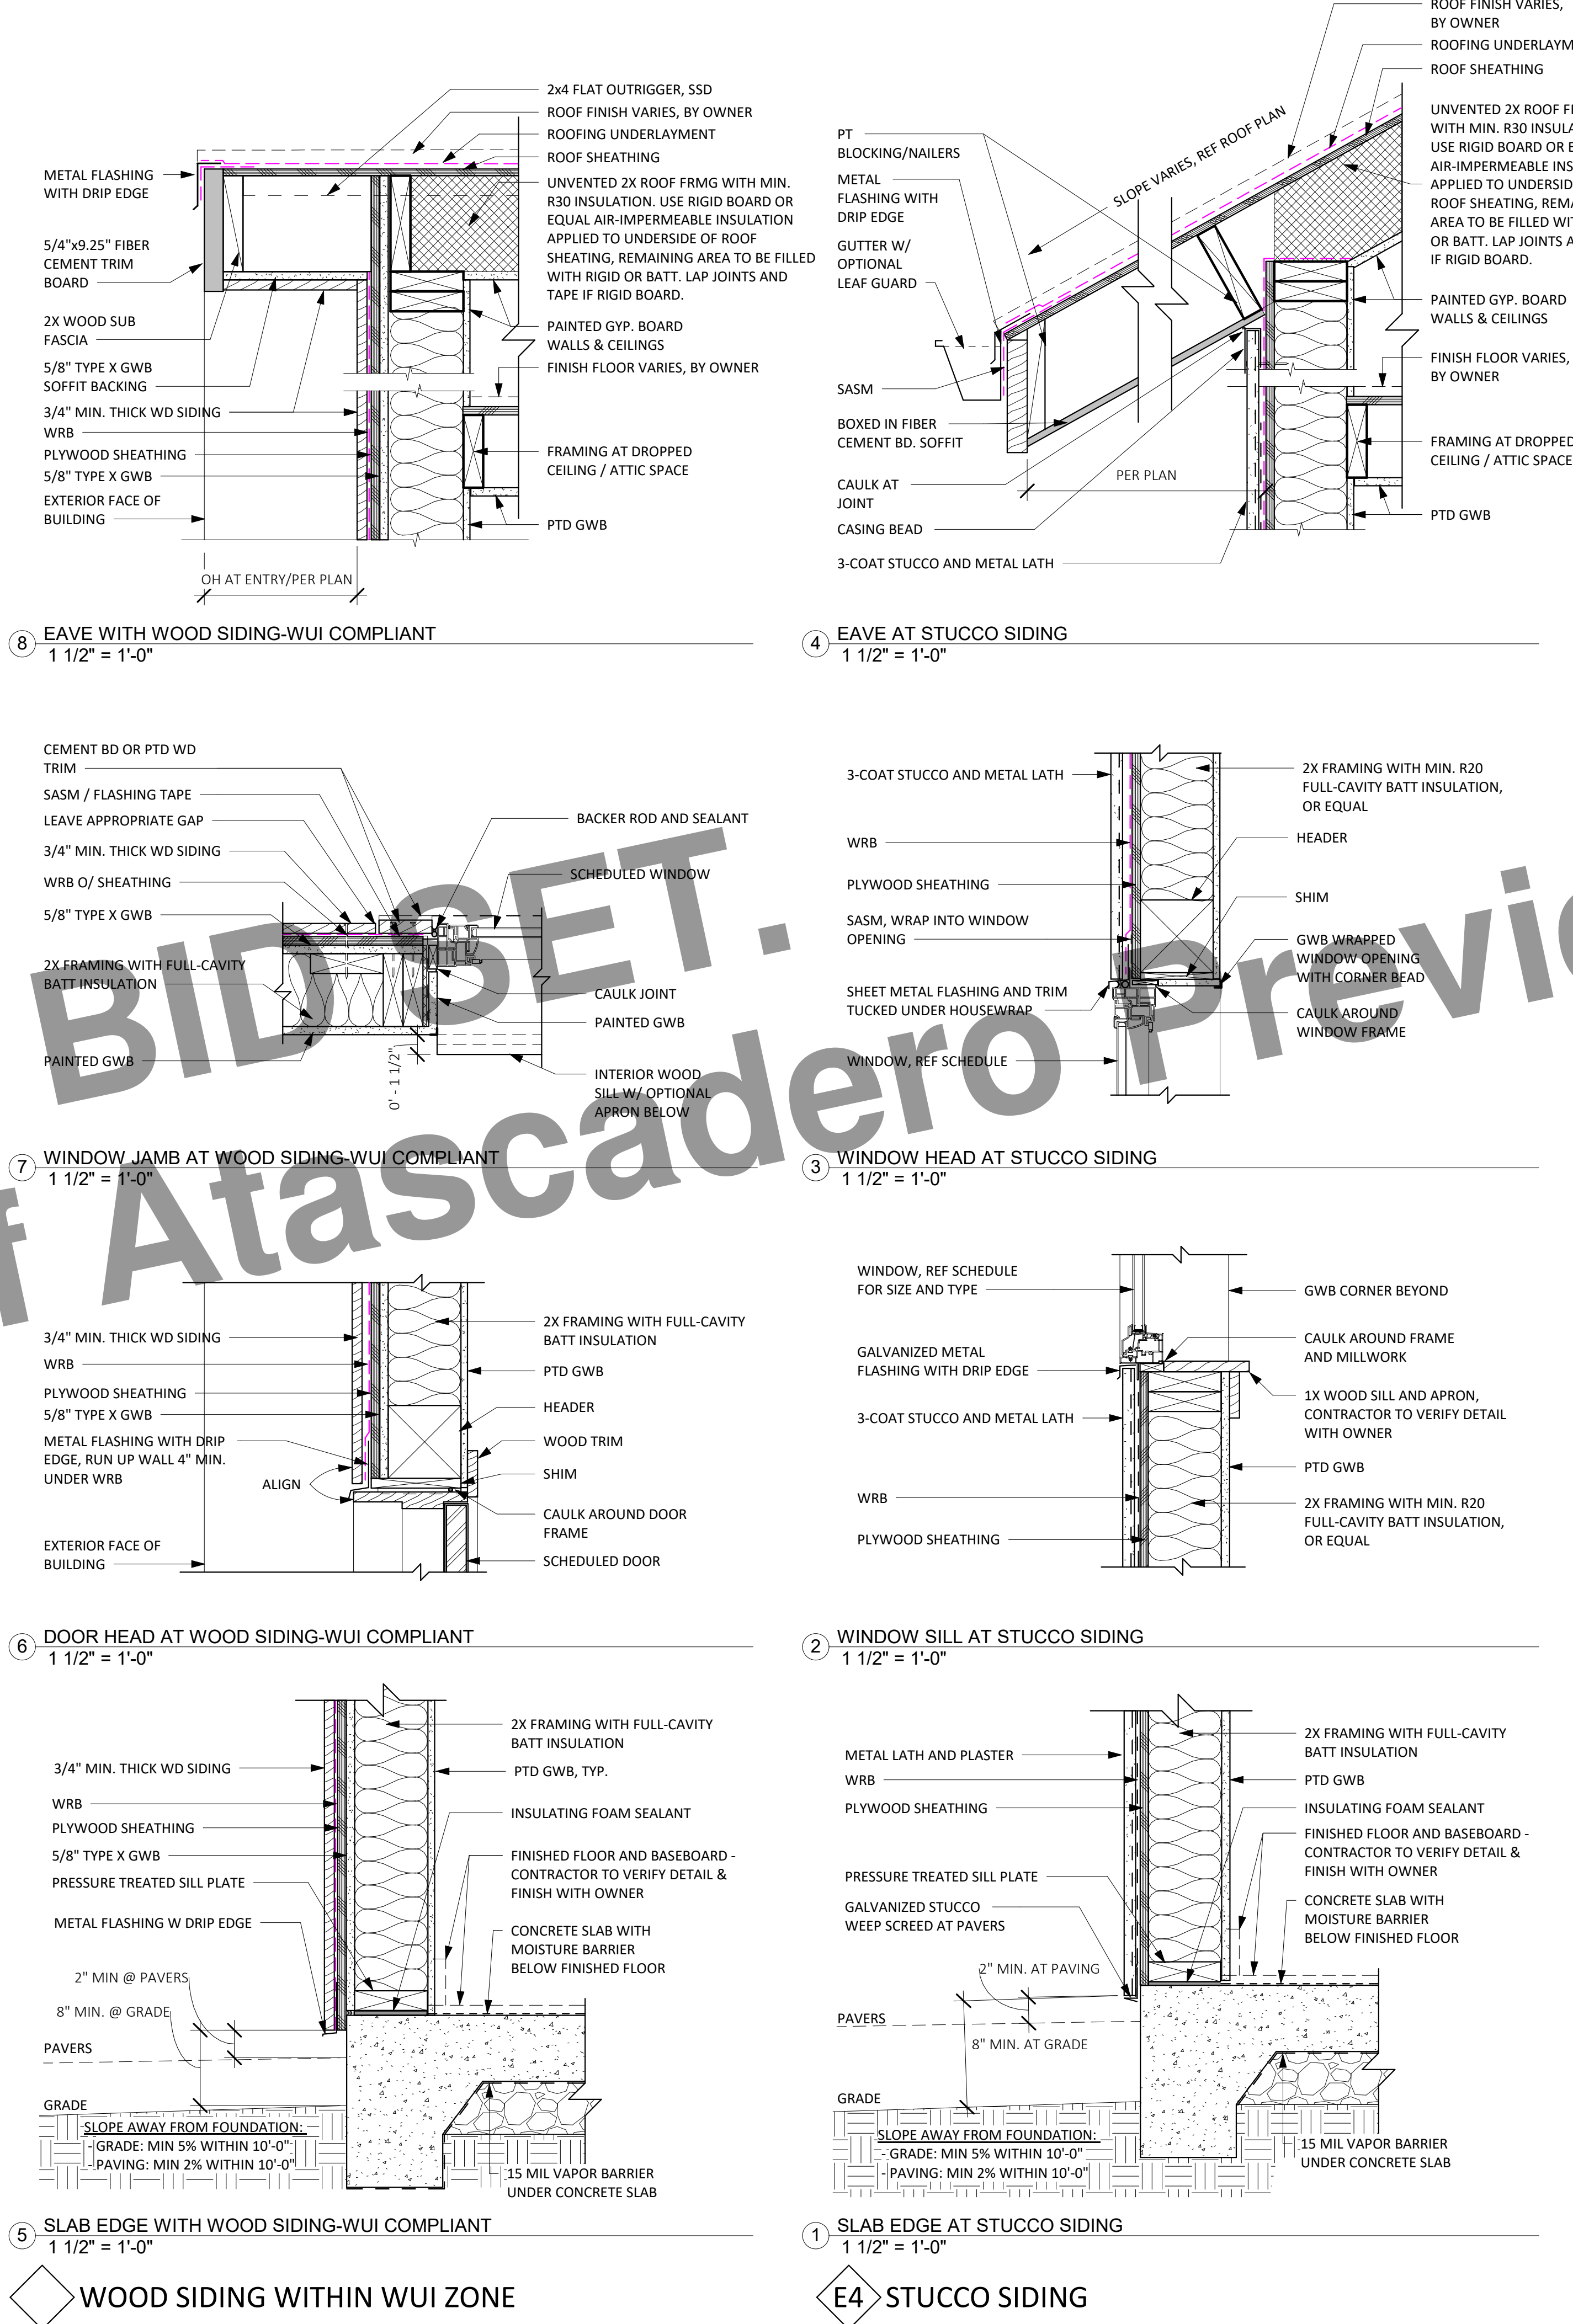 2x4 FLAT OUTRIGGER, SSD
ROOF FINISH VARIES, BY OWNER
ROOFING UNDERLAYMENT
ROOF SHEATHING
UNVENTED 2X ROOF FRMG WITH MIN.
R30 INSULATION. USE RIGID BOARD OR
EQUAL AIR-IMPERMEABLE INSULATION
APPLIED TO UNDERSIDE OF ROOF
SHEATHING, REMAINING AREA TO BE FILLED
WITH RIGID OR BATT. LAP JOINTS AND
TAPE IF RIGID BOARD.
PAINTED GYP. BOARD
WALLS & CEILINGS
FINISH FLOOR VARIES, BY OWNER
FRAMING AT DROPPED
CEILING / ATTIC SPACE
PTD GWB
METAL FLASHING
WITH DRIP EDGE
5/4"x9.25" FIBER
CEMENT TRIM
BOARD
2X WOOD SUB
FASCIA
5/8" TYPE X GWB
SOFFIT BACKING
3/4" MIN. THICK WD SIDING
WRB
PLYWOOD SHEATHING
5/8" TYPE X GWB
EXTERIOR FACE OF
BUILDING
OH AT ENTRY/PER PLAN
8 EAVE WITH WOOD SIDING-WUI COMPLIANT
1 1/2" = 1'-0"
ROOF FINISH VARIES,
BY OWNER
ROOFING UNDERLAYM
ROOF SHEATHING
UNVENTED 2X ROOF F
WITH MIN. R30 INSULA
USE RIGID BOARD OR E
AIR-IMPERMEABLE INS
APPLIED TO UNDERSID
ROOF SHEATING, REMA
AREA TO BE FILLED WI
OR BATT. LAP JOINTS A
IF RIGID BOARD.
PAINTED GYP. BOARD
WALLS & CEILINGS
FINISH FLOOR VARIES,
BY OWNER
FRAMING AT DROPPED
CEILING / ATTIC SPACE
PTD GWB
SLOPE VARIES, REF ROOF PLAN
PT
BLOCKING/NAILERS
METAL
FLASHING WITH
DRIP EDGE
GUTTER W/
OPTIONAL
LEAF GUARD
SASM
BOXED IN FIBER
CEMENT BD. SOFFIT
CAULK AT
JOINT
CASING BEAD
3-COAT STUCCO AND METAL LATH
PER PLAN
4 EAVE AT STUCCO SIDING
1 1/2" = 1'-0"
CEMENT BD OR PTD WD
TRIM
SASM / FLASHING TAPE
LEAVE APPROPRIATE GAP
3/4" MIN. THICK WD SIDING
WRB O/ SHEATHING
5/8" TYPE X GWB
2X FRAMING WITH FULL-CAVITY
BATT INSULATION
PAINTED GWB
BACKER ROD AND SEALANT
SCHEDULED WINDOW
CAULK JOINT
PAINTED GWB
INTERIOR WOOD
SILL W/ OPTIONAL
APRON BELOW
0' - 1 1/2"
7 WINDOW JAMB AT WOOD SIDING-WUI COMPLIANT
1 1/2" = 1'-0"
3-COAT STUCCO AND METAL LATH
WRB
PLYWOOD SHEATHING
SASM, WRAP INTO WINDOW
OPENING
SHEET METAL FLASHING AND TRIM
TUCKED UNDER HOUSEWRAP
WINDOW, REF SCHEDULE
2X FRAMING WITH MIN. R20
FULL-CAVITY BATT INSULATION,
OR EQUAL
HEADER
SHIM
GWB WRAPPED
WINDOW OPENING
WITH CORNER BEAD
CAULK AROUND
WINDOW FRAME
3 WINDOW HEAD AT STUCCO SIDING
1 1/2" = 1'-0"
BID SET.
f Atascadero Previ
3/4" MIN. THICK WD SIDING
WRB
PLYWOOD SHEATHING
5/8" TYPE X GWB
METAL FLASHING WITH DRIP
EDGE, RUN UP WALL 4" MIN.
UNDER WRB
ALIGN
EXTERIOR FACE OF
BUILDING
2X FRAMING WITH FULL-CAVITY
BATT INSULATION
PTD GWB
HEADER
WOOD TRIM
SHIM
CAULK AROUND DOOR
FRAME
SCHEDULED DOOR
6 DOOR HEAD AT WOOD SIDING-WUI COMPLIANT
1 1/2" = 1'-0"
WINDOW, REF SCHEDULE
FOR SIZE AND TYPE
GALVANIZED METAL
FLASHING WITH DRIP EDGE
3-COAT STUCCO AND METAL LATH
WRB
PLYWOOD SHEATHING
GWB CORNER BEYOND
CAULK AROUND FRAME
AND MILLWORK
1X WOOD SILL AND APRON,
CONTRACTOR TO VERIFY DETAIL
WITH OWNER
PTD GWB
2X FRAMING WITH MIN. R20
FULL-CAVITY BATT INSULATION,
OR EQUAL
2 WINDOW SILL AT STUCCO SIDING
1 1/2" = 1'-0"
3/4" MIN. THICK WD SIDING
WRB
PLYWOOD SHEATHING
5/8" TYPE X GWB
PRESSURE TREATED SILL PLATE
METAL FLASHING W DRIP EDGE
2" MIN @ PAVERS
8" MIN. @ GRADE
PAVERS
GRADE
SLOPE AWAY FROM FOUNDATION:
- GRADE: MIN 5% WITHIN 10'-0"
- PAVING: MIN 2% WITHIN 10'-0"
2X FRAMING WITH FULL-CAVITY
BATT INSULATION
PTD GWB, TYP.
INSULATING FOAM SEALANT
FINISHED FLOOR AND BASEBOARD -
CONTRACTOR TO VERIFY DETAIL &
FINISH WITH OWNER
CONCRETE SLAB WITH
MOISTURE BARRIER
BELOW FINISHED FLOOR
15 MIL VAPOR BARRIER
UNDER CONCRETE SLAB
5 SLAB EDGE WITH WOOD SIDING-WUI COMPLIANT
1 1/2" = 1'-0"
METAL LATH AND PLASTER
WRB
PLYWOOD SHEATHING
PRESSURE TREATED SILL PLATE
GALVANIZED STUCCO
WEEP SCREED AT PAVERS
2" MIN. AT PAVING
PAVERS
8" MIN. AT GRADE
GRADE
SLOPE AWAY FROM FOUNDATION:
- GRADE: MIN 5% WITHIN 10'-0"
- PAVING: MIN 2% WITHIN 10'-0"
2X FRAMING WITH FULL-CAVITY
BATT INSULATION
PTD GWB
INSULATING FOAM SEALANT
FINISHED FLOOR AND BASEBOARD -
CONTRACTOR TO VERIFY DETAIL &
FINISH WITH OWNER
CONCRETE SLAB WITH
MOISTURE BARRIER
BELOW FINISHED FLOOR
15 MIL VAPOR BARRIER
UNDER CONCRETE SLAB
1 SLAB EDGE AT STUCCO SIDING
1 1/2" = 1'-0"
WOOD SIDING WITHIN WUI ZONE
E4 STUCCO SIDING